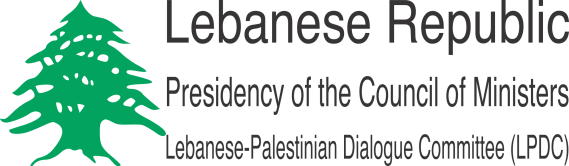 Lebanese Republic
Presidency of the Council of Ministers
Lebanese-Palestinian Dialogue Committee (LPDC)